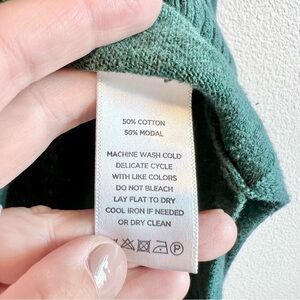 50% COTTON
50% MODAL
MACHINE WASH COLD
DELICATE CYCLE
WITH LIKE COLORS
DO NOT BLEACH
LAY FLAT TO DRY
COOL IRON IF NEEDED
OR DRY CLEAN
P